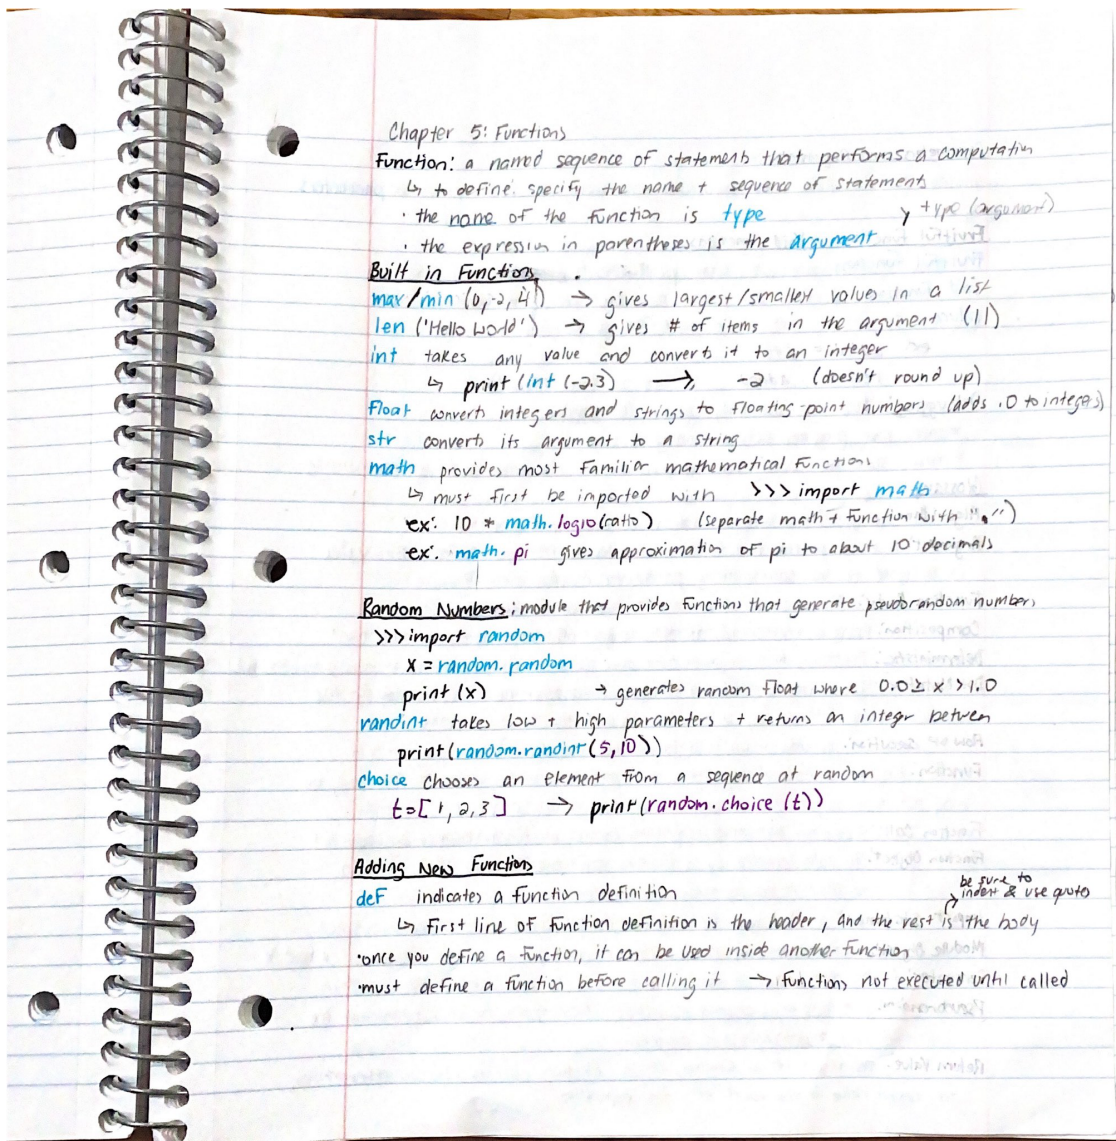 Chapter 5: Functions
Function: a named sequence of statements that performs a computation
↳ to define: specify the name + sequence of statements
· the name of the function is type
↘ type (argument)
· the expression in parentheses is the argument
Built in Functions
max/min (0,-2, 4) → gives largest/smallest values in a list
len ('Hello world') → gives # of items in the argument (11)
int takes any value and converts it to an integer
↳ print (int (-2.3) → -2 (doesn't round up)
float converts integers and strings to floating-point numbers (adds .0 to integers)
str converts its argument to a string
math provides most familiar mathematical functions
↳ must first be imported with >>> import math
ex: 10 * math.log10(ratio) (separate math + function with ".")
ex: math.pi gives approximation of pi to about 10 decimals
Random Numbers: module that provides functions that generate pseudorandom numbers
>>> import random
x = random.random
print (x) → generates random float where 0.0 ≥ x > 1.0
randint takes low + high parameters + returns an integr between
print(random.randint (5,10))
choice chooses an element from a sequence at random
t=[1,2,3] → print(random.choice (t))
Adding New Functions
def indicates a function definition
be sure to
indent & use quotes
↳ First line of function definition is the header, and the rest is the body
·once you define a function, it can be used inside another function
·must define a function before calling it → functions not executed until called